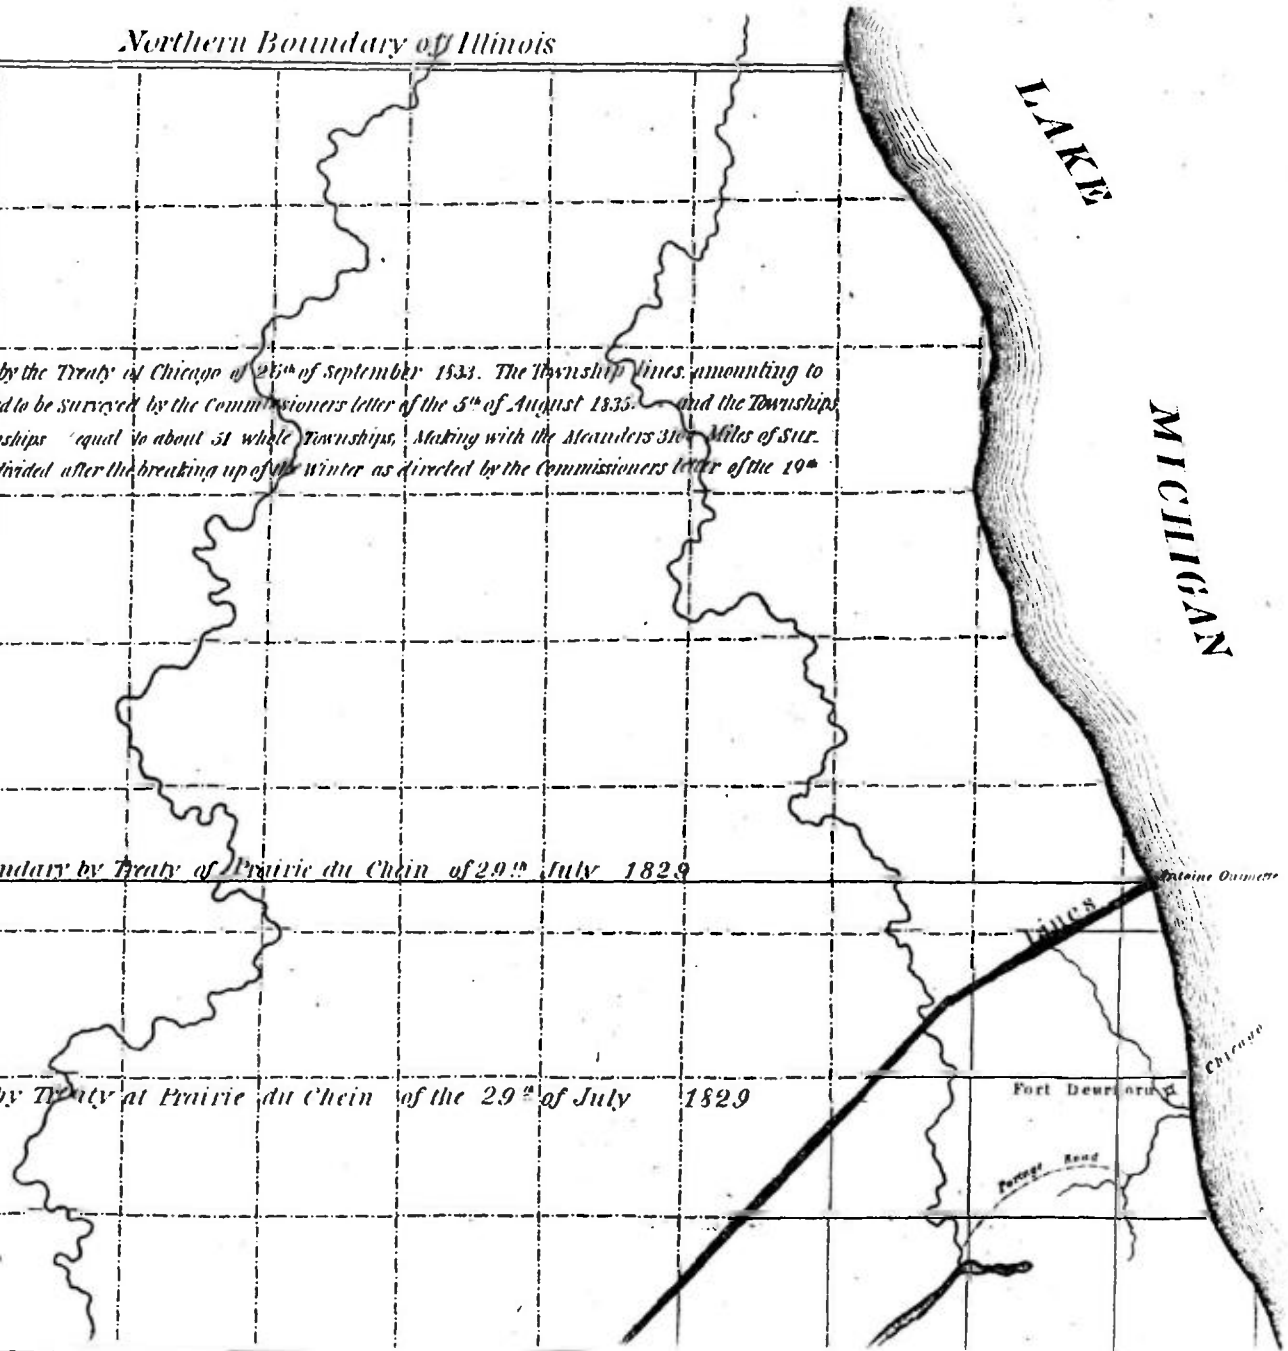 Northern Boundary of Illinois
LAKE
MICHIGAN
by the Treaty of Chicago of 26th of September 1833. The Township lines amounting to
d to be Surveyed by the Commissioners letter of the 5th of August 1835. and the Townships
ships equal to about 51 whole Townships, Making with the Meanders Miles of Sur-
divided after the breaking up of the Winter as directed by the Commissioners letter of the 19th
ndary by Treaty of Prairie du Chein of 29th July 1829
Antoine Ouimette
Lines
Chicago
by Treaty at Prairie du Chein of the 29th of July 1829
Fort Deurborn
Portage Road